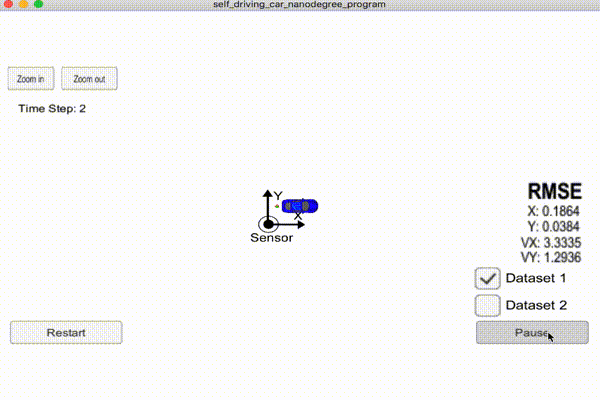 self_driving_car_nanodegree_program
Zoom in
Zoom out
Time Step: 2
Y
X
Sensor
RMSE
X: 0.1864
Y: 0.0384
VX: 3.3335
VY: 1.2936
Dataset 1
Dataset 2
Restart
Pause